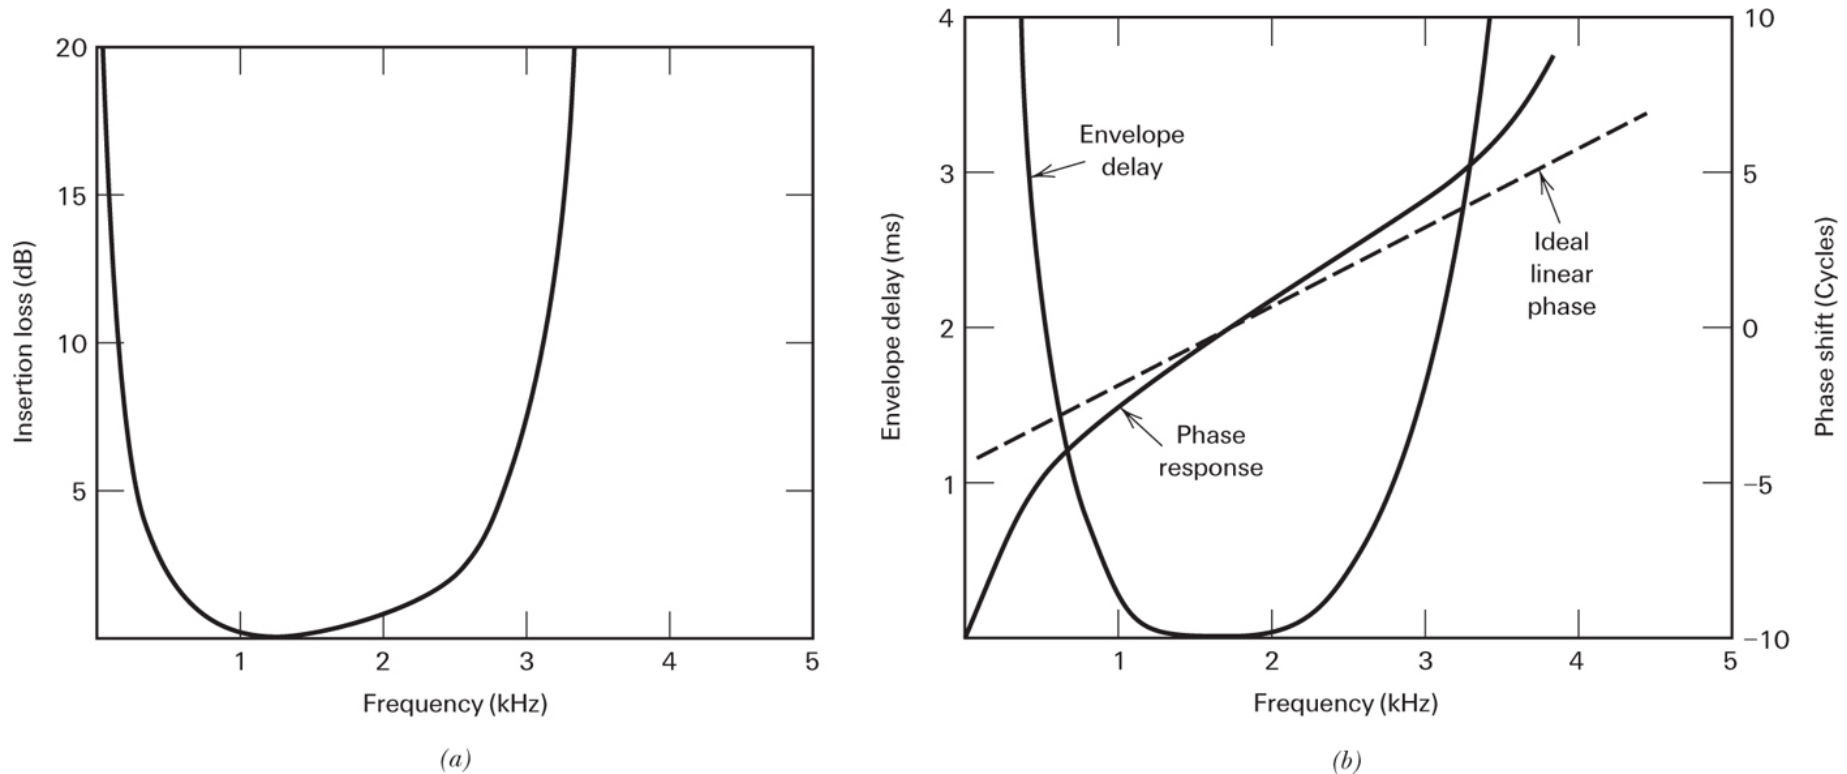 20
15
10
5
1
2
3
4
5
Insertion loss (dB)
Frequency (kHz)
(a)
4
3
2
1
10
5
0
−5
−10
1
2
3
4
5
Envelope delay (ms)
Phase shift (Cycles)
Frequency (kHz)
Envelope
delay
Phase
response
Ideal
linear
phase
(b)